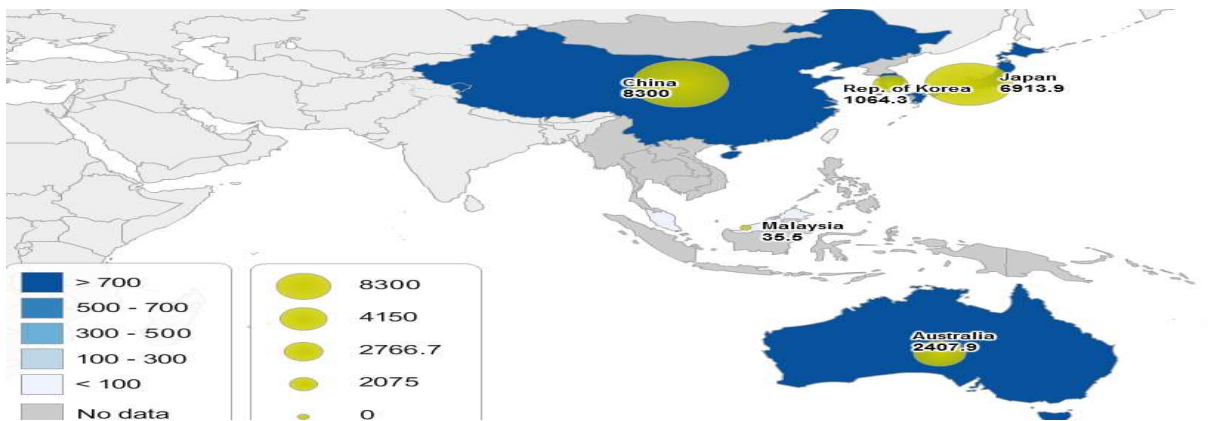 China
8300
Rep. of Korea
1064.3
Japan
6913.9
Malaysia
35.5
Australia
2407.9
> 700
500 - 700
300 - 500
100 - 300
< 100
No data
8300
4150
2766.7
2075
0